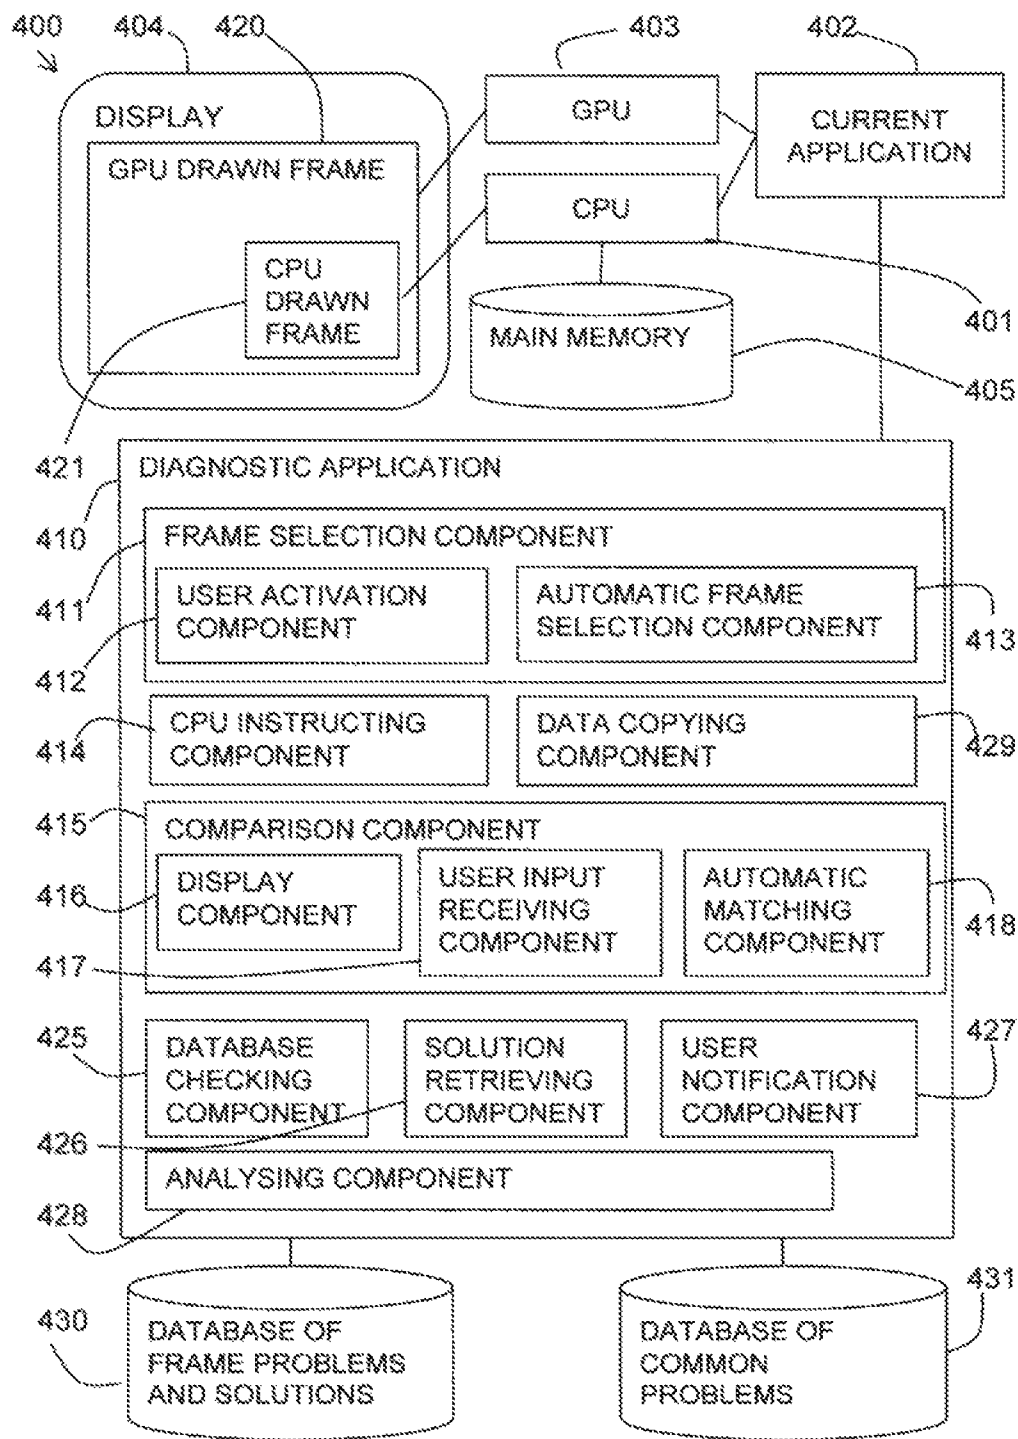 400
404
420
403
402
DISPLAY
GPU DRAWN FRAME
GPU
CURRENT
APPLICATION
CPU
CPU
DRAWN
FRAME
MAIN MEMORY
401
405
421
DIAGNOSTIC APPLICATION
410
FRAME SELECTION COMPONENT
411
USER ACTIVATION
COMPONENT
AUTOMATIC FRAME
SELECTION COMPONENT
413
412
CPU INSTRUCTING
COMPONENT
DATA COPYING
COMPONENT
414
429
415
COMPARISON COMPONENT
DISPLAY
COMPONENT
USER INPUT
RECEIVING
COMPONENT
AUTOMATIC
MATCHING
COMPONENT
416
418
417
425
DATABASE
CHECKING
COMPONENT
SOLUTION
RETRIEVING
COMPONENT
USER
NOTIFICATION
COMPONENT
427
426
ANALYSING COMPONENT
428
430
DATABASE OF
FRAME PROBLEMS
AND SOLUTIONS
DATABASE OF
COMMON
PROBLEMS
431